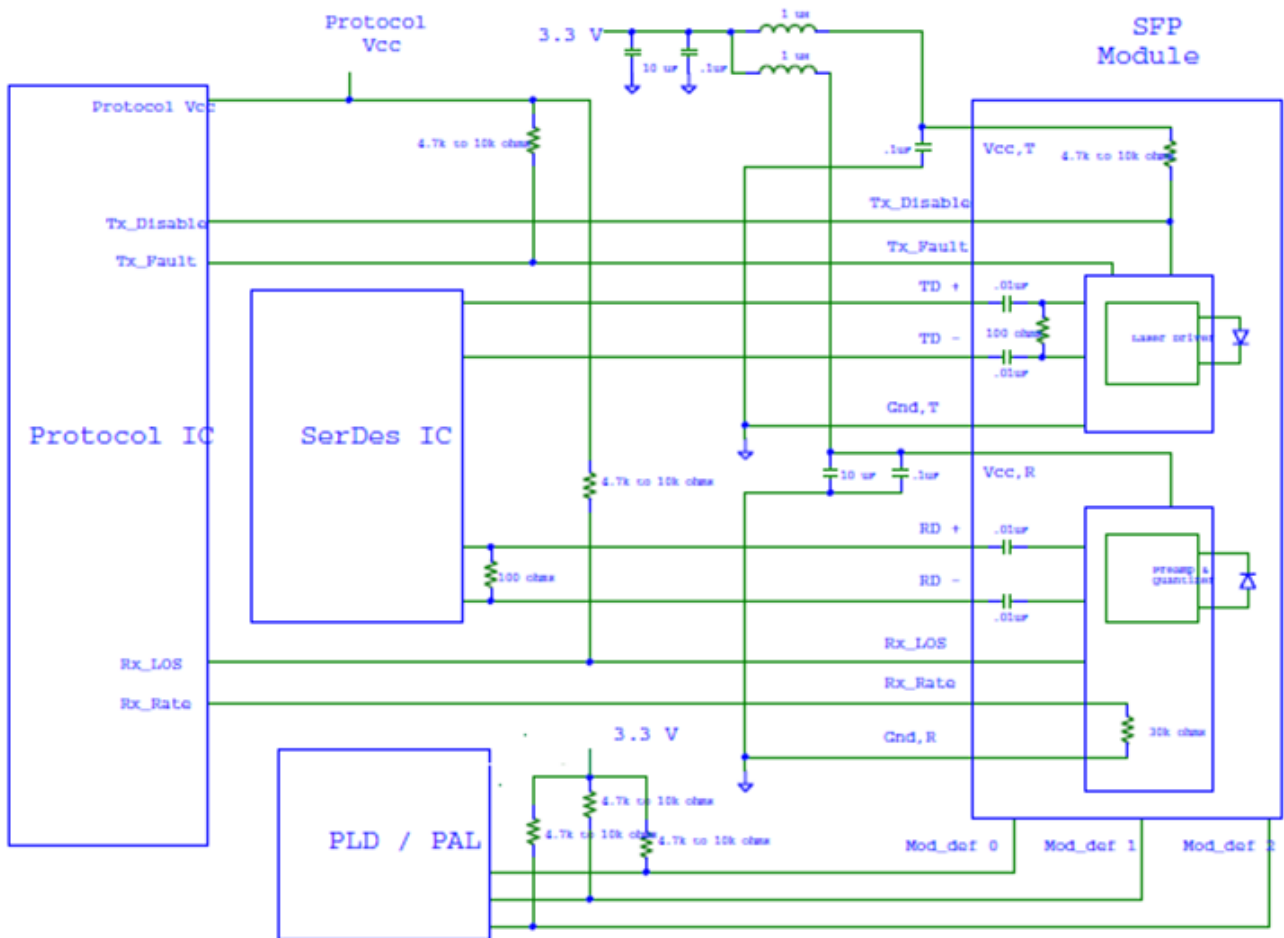 Protocol
Vcc
3.3 V
1 uH
1 uH
10 uF
.1uF
SFP
Module
Protocol Vcc
4.7k to 10k ohms
.1uF
Vcc,T
4.7k to 10k ohms
Tx_Disable
Tx_Disable
Tx_Fault
Tx_Fault
TD +
.01uF
100 ohms
TD -
.01uF
Laser Driver
Gnd,T
Protocol IC
SerDes IC
4.7k to 10k ohms
10 uF
.1uF
Vcc,R
RD +
.01uF
100 ohms
RD -
.01uF
Preamp &
Quantizer
Rx_LOS
Rx_LOS
Rx_Rate
Rx_Rate
3.3 V
Gnd,R
30k ohms
4.7k to 10k ohms
4.7k to 10k ohms
4.7k to 10k ohms
PLD / PAL
Mod_def 0
Mod_def 1
Mod_def 2